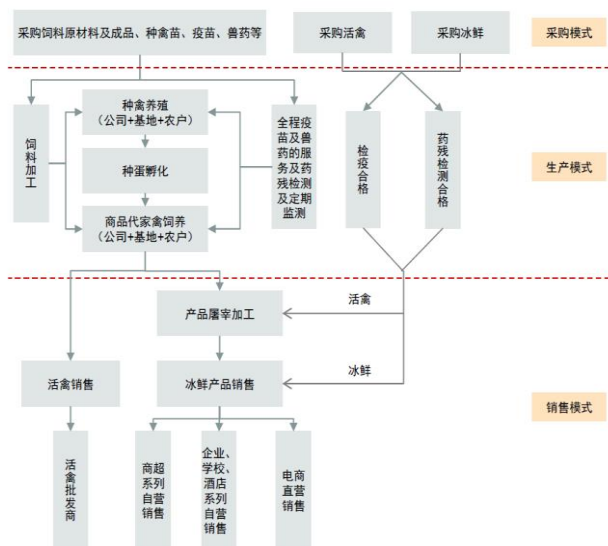 采购饲料原材料及成品、种禽苗、疫苗、兽药等
采购活禽
采购冰鲜
采购模式
饲料加工
种禽养殖
（公司+基地+农户）
种蛋孵化
商品代家禽饲养
（公司+基地+农户）
全程疫
苗及兽
药的服
务及药
残检测
及定期
监测
检疫合格
药残检测合格
生产模式
活禽
产品屠宰加工
冰鲜
活禽销售
冰鲜产品销售
销售模式
活禽批发商
商超
系列
自营
销售
企业、
学校、
酒店
系列
自营
销售
电商
直营
销售